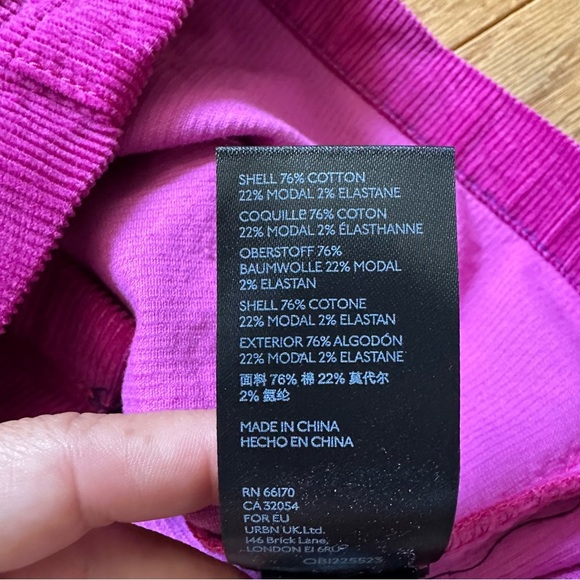 SHELL 76% COTTON
22% MODAL 2% ELASTANE
COQUILLE 76% COTON
22% MODAL 2% ÉLASTHANNE
OBERSTOFF 76%
BAUMWOLLE 22% MODAL
2% ELASTAN
SHELL 76% COTONE
22% MODAL 2% ELASTAN
EXTERIOR 76% ALGODÓN
22% MODAL 2% ELASTANE
面料 76% 棉 22% 莫代尔
2% 氨纶
MADE IN CHINA
HECHO EN CHINA
RN 66170
CA 32054
FOR EU
URBN UK.Ltd.
146 Brick Lane,
LONDON E1 6RU